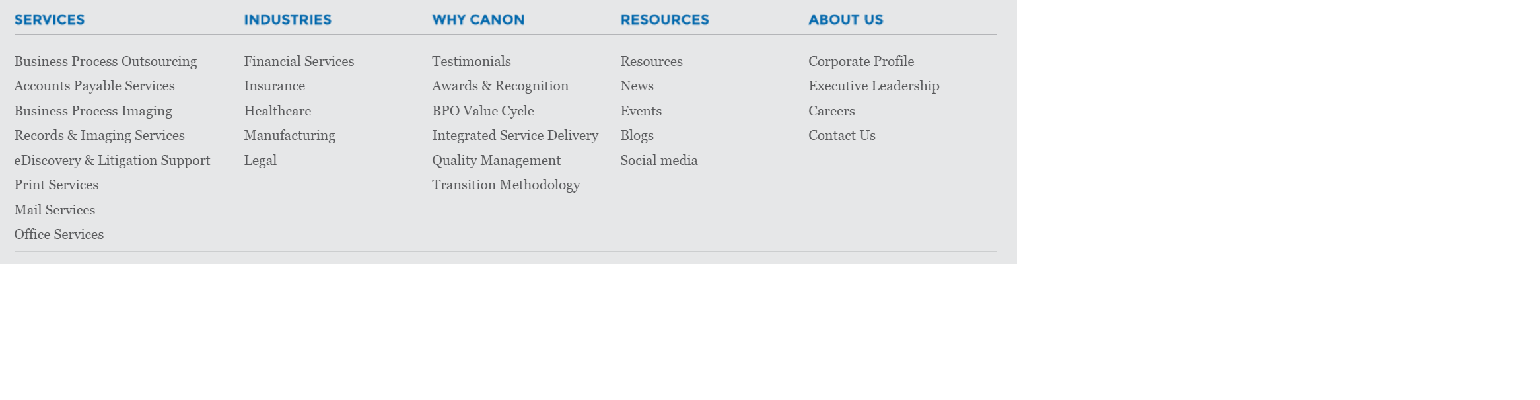 SERVICES
Business Process Outsourcing
Accounts Payable Services
Business Process Imaging
Records & Imaging Services
eDiscovery & Litigation Support
Print Services
Mail Services
Office Services
INDUSTRIES
Financial Services
Insurance
Healthcare
Manufacturing
Legal
WHY CANON
Testimonials
Awards & Recognition
BPO Value Cycle
Integrated Service Delivery
Quality Management
Transition Methodology
RESOURCES
Resources
News
Events
Blogs
Social media
ABOUT US
Corporate Profile
Executive Leadership
Careers
Contact Us